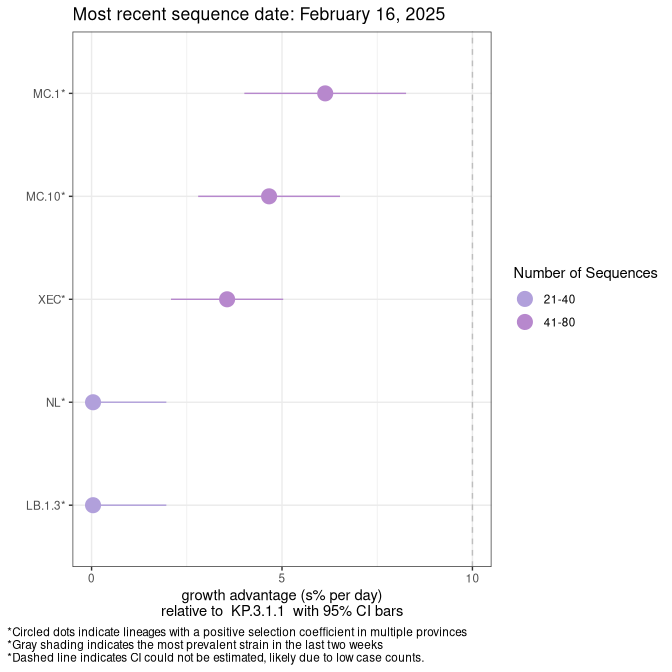 Most recent sequence date: February 16, 2025
MC.1*
MC.10*
XEC*
NL*
LB.1.3*
0 5 10
growth advantage (s% per day)
relative to KP.3.1.1 with 95% CI bars
Number of Sequences
21-40
41-80
*Circled dots indicate lineages with a positive selection coefficient in multiple provinces
*Gray shading indicates the most prevalent strain in the last two weeks
*Dashed line indicates CI could not be estimated, likely due to low case counts.